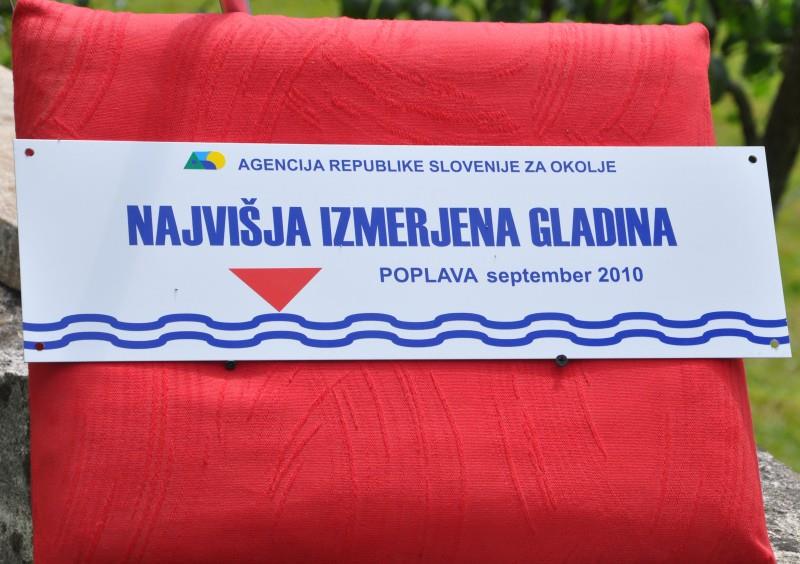 AGENCIJA REPUBLIKE SLOVENIJE ZA OKOLJE
NAJVIŠJA IZMERJENA GLADINA
POPLAVA september 2010